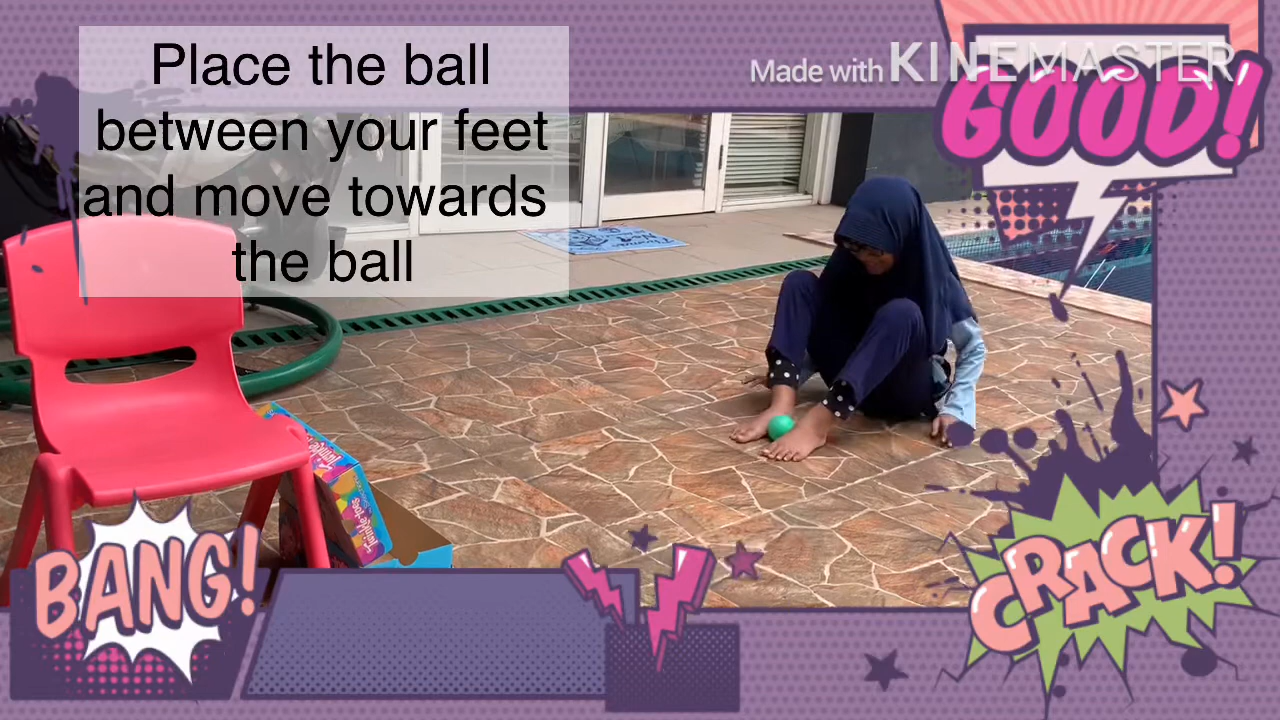 Place the ball
between your feet
and move towards
the ball
Made with KINEMASTER
GOOD!
BANG!
CRACK!